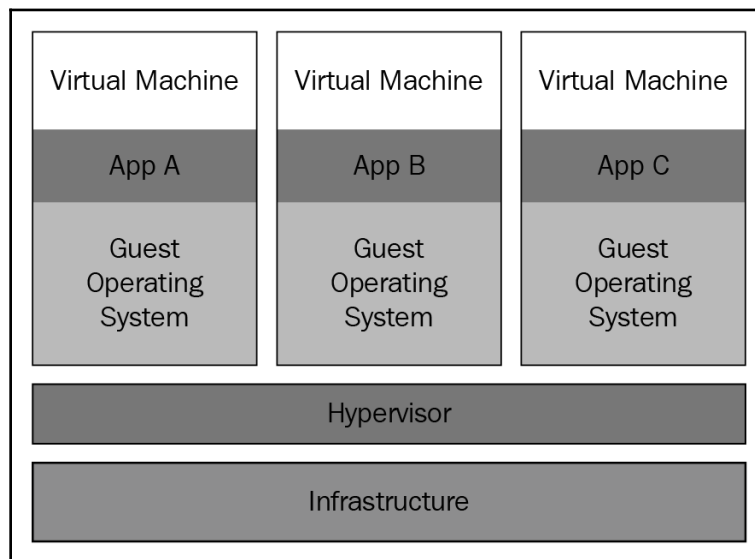 Virtual Machine
Virtual Machine
Virtual Machine
App A
App B
App C
Guest
Operating
System
Guest
Operating
System
Guest
Operating
System
Hypervisor
Infrastructure